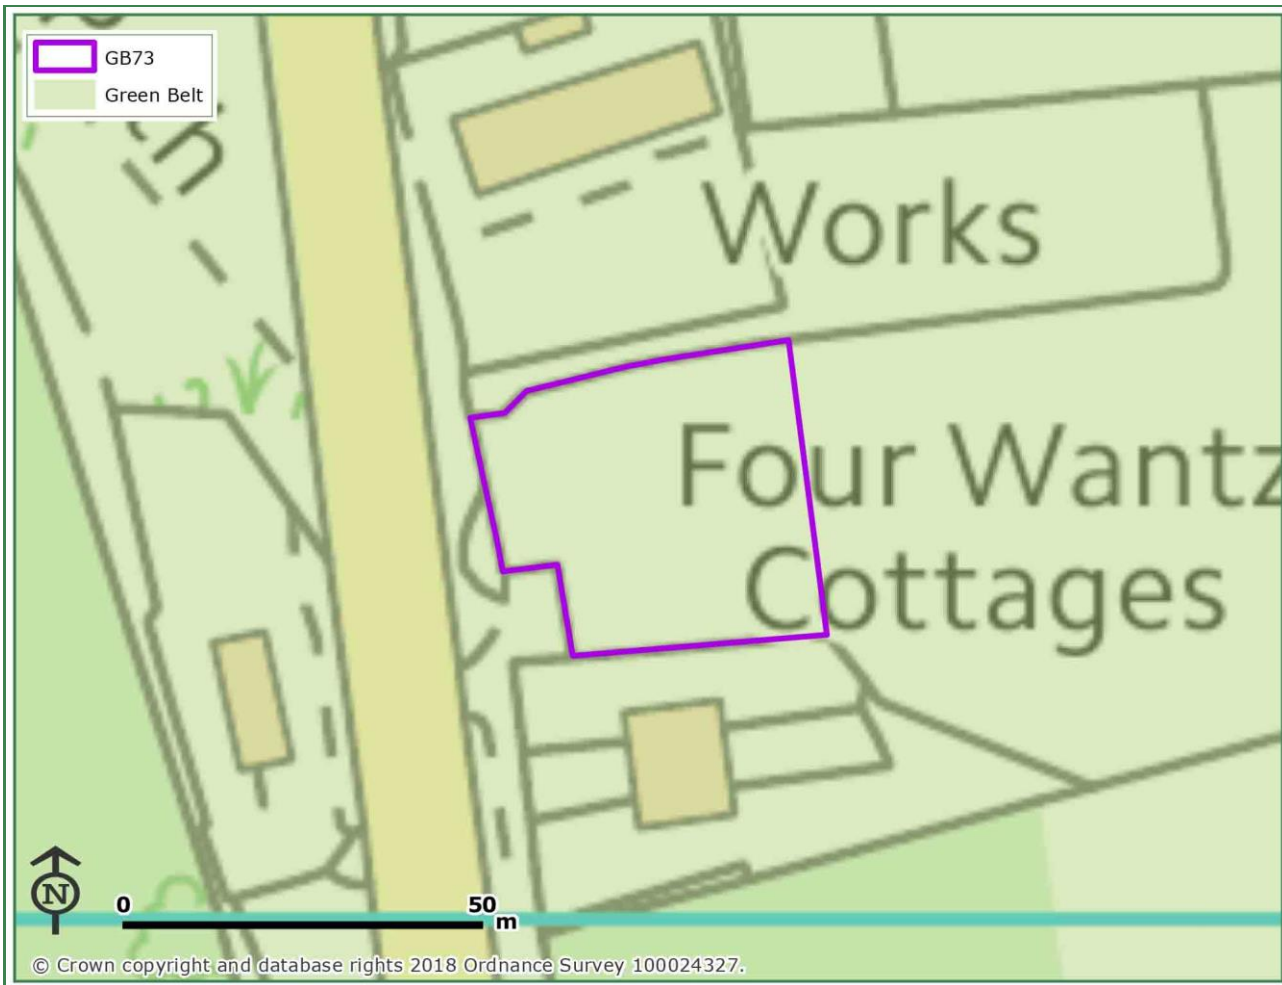 GB73
Green Belt
Works
Four Wantz
Cottages
N
0 50
m
© Crown copyright and database rights 2018 Ordnance Survey 100024327.